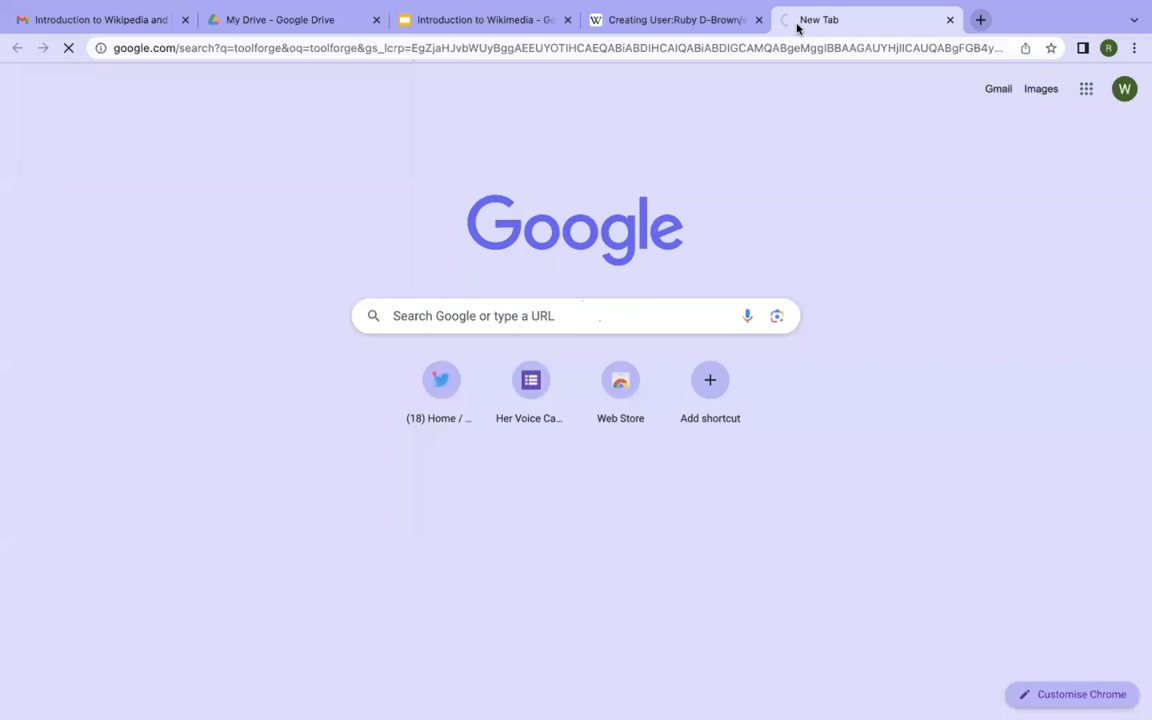 Introduction to Wikipedia and
My Drive - Google Drive
Introduction to Wikimedia - Go
W Creating User:Ruby D-Brown/s
New Tab
google.com/search?q=toolforge&oq=toolforge&gs_lcrp=EgZjaHJvbWUyBggAEEUYOTIHCAEQABiABDIHCAIQABiABDIGCAMQABgeMggIBBAAGAUYHjIICAUQABgFGB4y...
R
Gmail Images W
Google
Search Google or type a URL
(18) Home / ... Her Voice Ca... Web Store Add shortcut
Customise Chrome